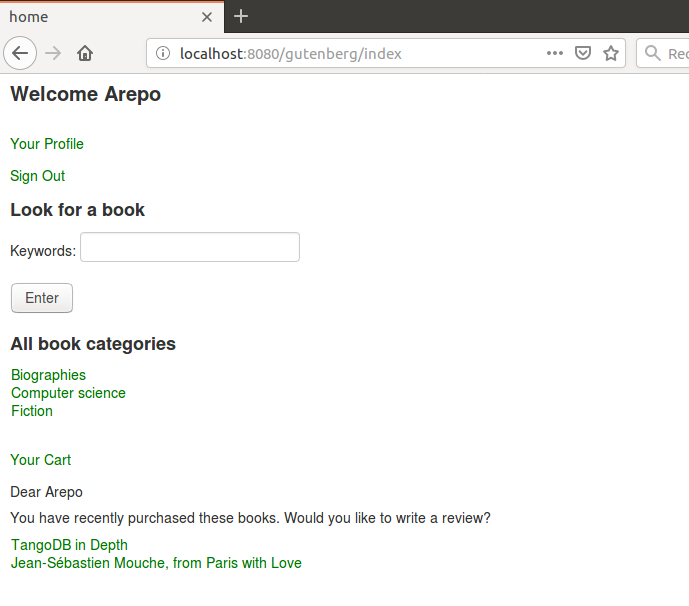 home
localhost:8080/gutenberg/index
Rec
Welcome Arepo
Your Profile
Sign Out
Look for a book
Keywords:
Enter
All book categories
Biographies
Computer science
Fiction
Your Cart
Dear Arepo
You have recently purchased these books. Would you like to write a review?
TangoDB in Depth
Jean-Sébastien Mouche, from Paris with Love